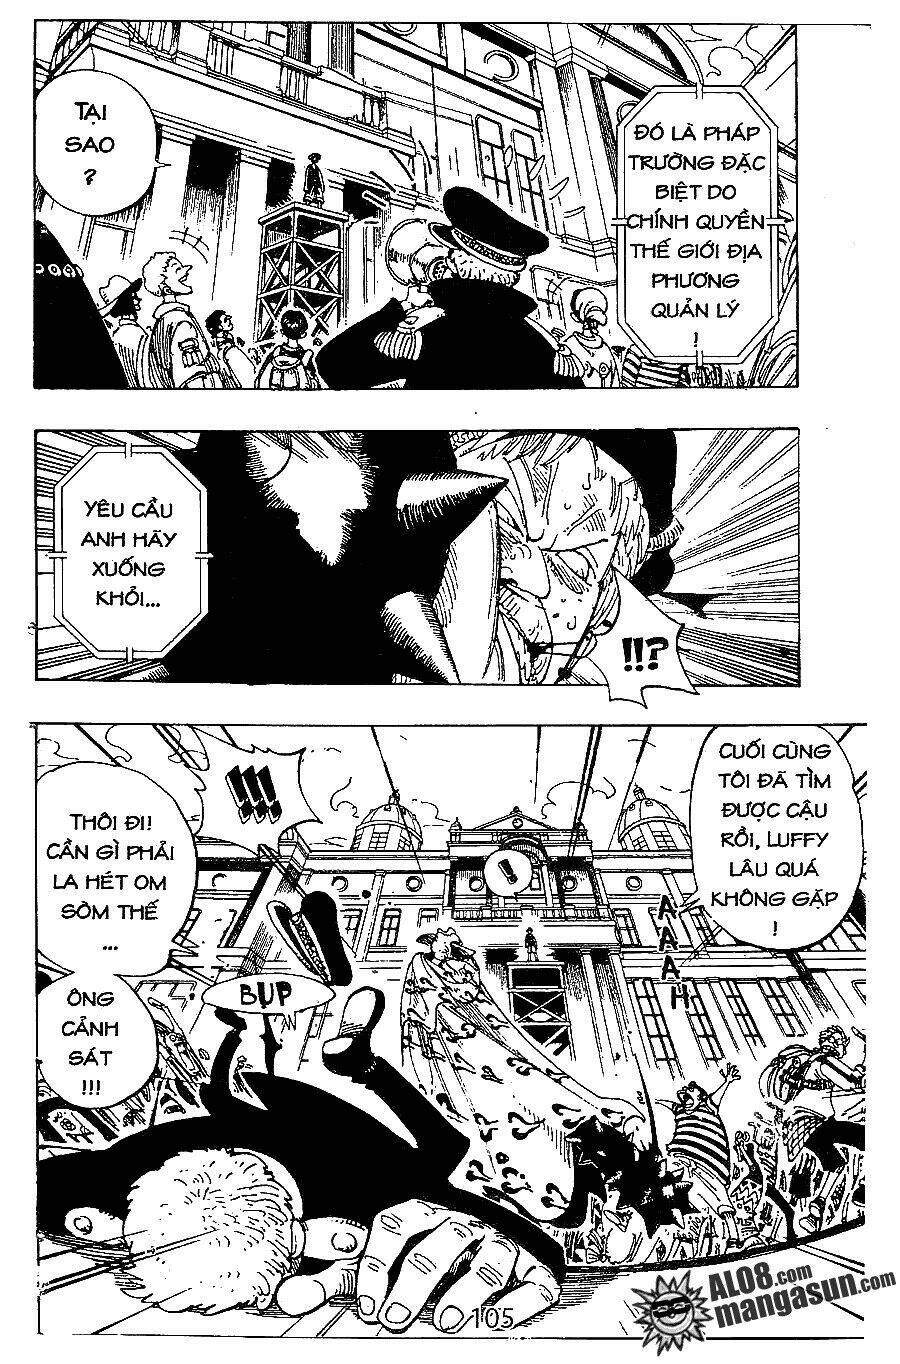 ĐÓ LÀ PHÁP
TRƯỜNG ĐẶC
BIỆT DO
CHÍNH QUYỀN
THẾ GIỚI ĐỊA
PHƯƠNG
QUẢN LÝ
!
TẠI
SAO
?
YÊU CẦU
ANH HÃY
XUỐNG
KHỎI...
!!?
CUỐI CÙNG
TÔI ĐÃ TÌM
ĐƯỢC CẬU
RỒI, LUFFY
LÂU QUÁ
KHÔNG GẶP
!
!!!
!!
THÔI ĐI!
CẦN GÌ PHẢI
LA HÉT OM
SÒM THẾ
...
AAAH
BỤP
ÔNG
CẢNH
SÁT
!!!
105
AL08.com
mangasun.com